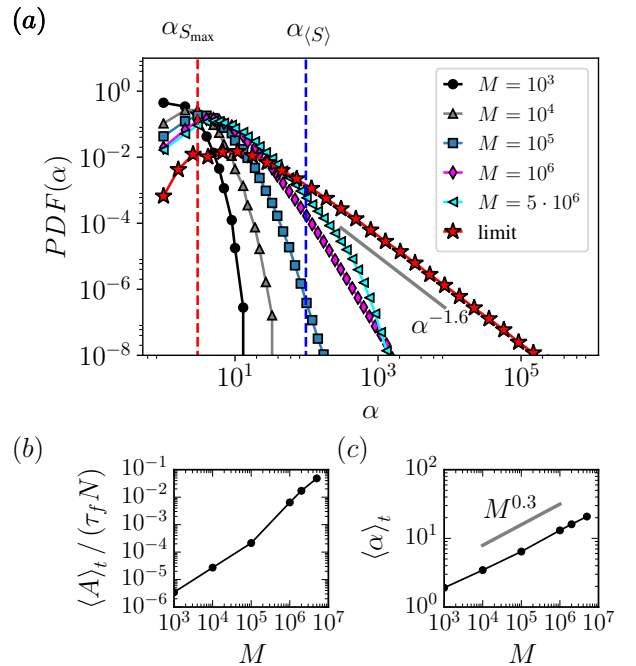 (a)
α_{S_max} α_{⟨S⟩}
10^0
10^{-2}
10^{-4}
10^{-6}
10^{-8}
PDF(α)
M = 10^3
M = 10^4
M = 10^5
M = 10^6
M = 5 · 10^6
limit
α^{-1.6}
10^1 10^3 10^5
α
(b)
10^{-1}
10^{-2}
10^{-3}
10^{-4}
10^{-5}
10^{-6}
⟨A⟩_t / (τ_f N)
10^3 10^4 10^5 10^6 10^7
M
(c)
10^2
10^1
10^0
⟨α⟩_t
M^{0.3}
10^3 10^4 10^5 10^6 10^7
M